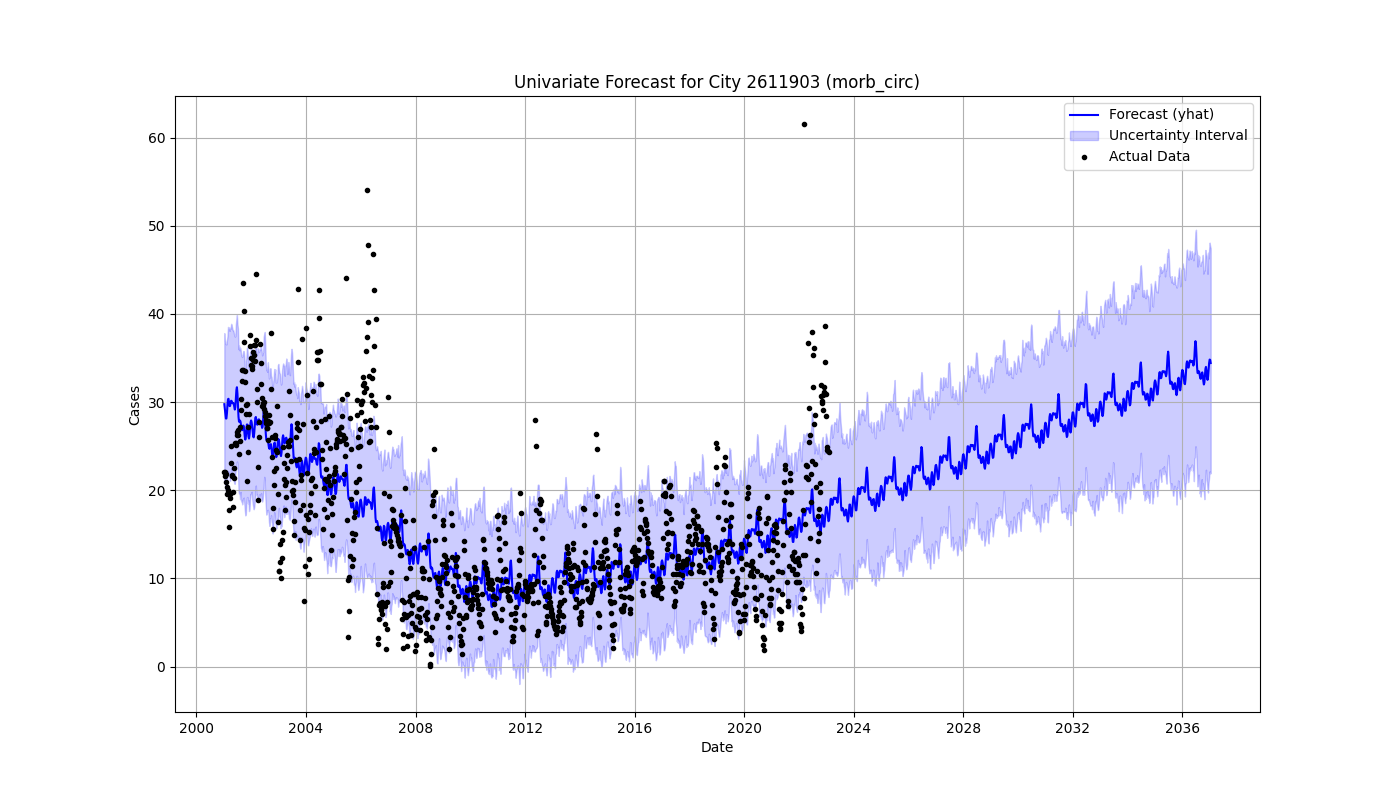 Univariate Forecast for City 2611903 (morb_circ)
Forecast (yhat)
Uncertainty Interval
Actual Data
60
50
40
30
20
10
0
Cases
2000 2004 2008 2012 2016 2020 2024 2028 2032 2036
Date